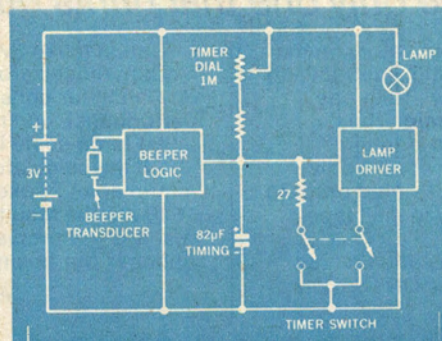 TIMER
DIAL
1M
LAMP
+
3V
−
BEEPER
LOGIC
LAMP
DRIVER
BEEPER
TRANSDUCER
82µF
TIMING
+
-
27
TIMER SWITCH